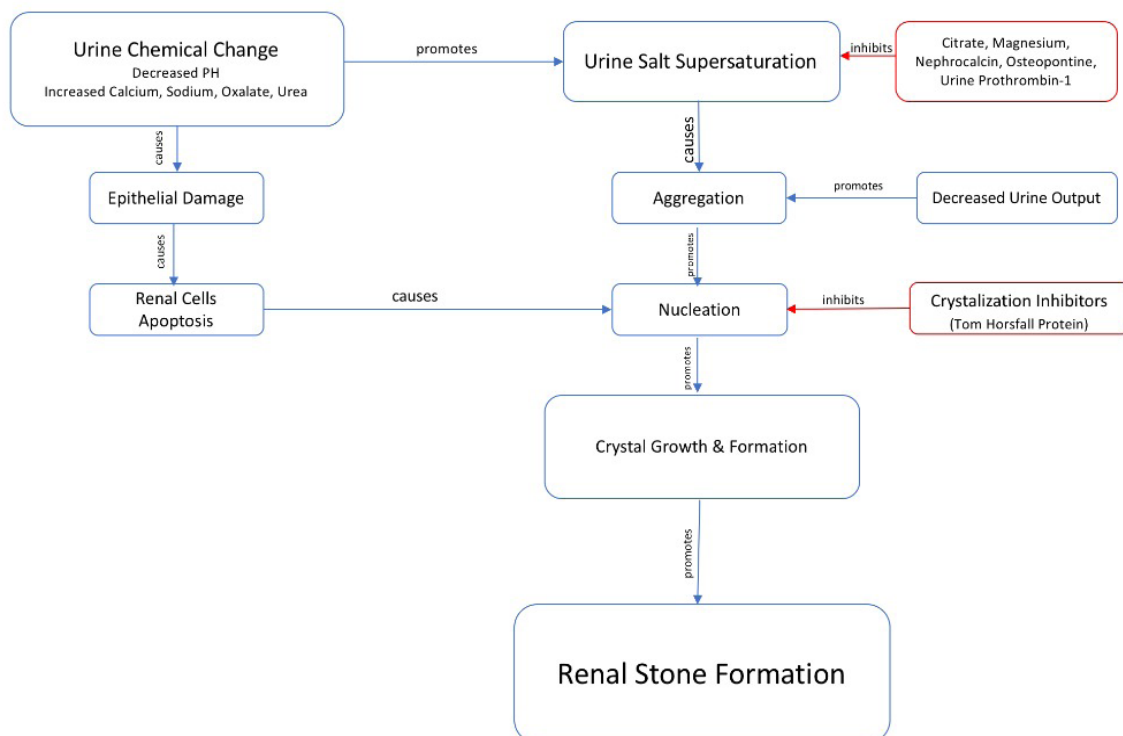 Urine Chemical Change
Decreased PH
Increased Calcium, Sodium, Oxalate, Urea
promotes
Urine Salt Supersaturation
inhibits
Citrate, Magnesium,
Nephrocalcin, Osteopontine,
Urine Prothrombin-1
causes
causes
Epithelial Damage
Aggregation
promotes
Decreased Urine Output
causes
promotes
Renal Cells
Apoptosis
causes
Nucleation
inhibits
Crystalization Inhibitors
(Tom Horsfall Protein)
promotes
Crystal Growth & Formation
promotes
Renal Stone Formation